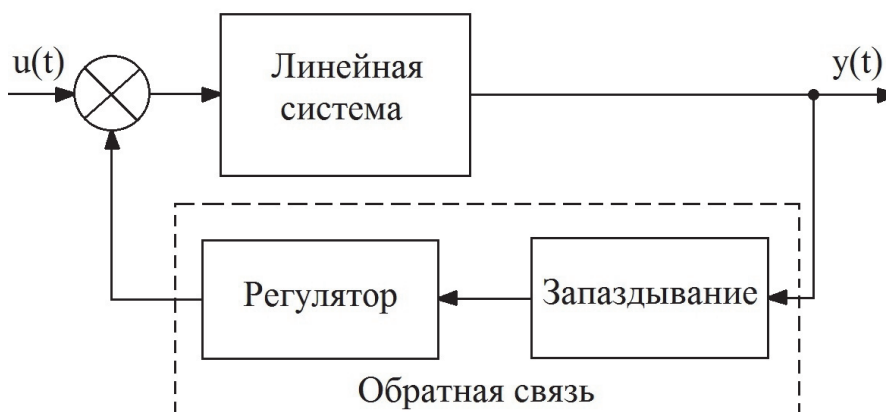 u(t)
Линейная
система
y(t)
Регулятор
Запаздывание
Обратная связь